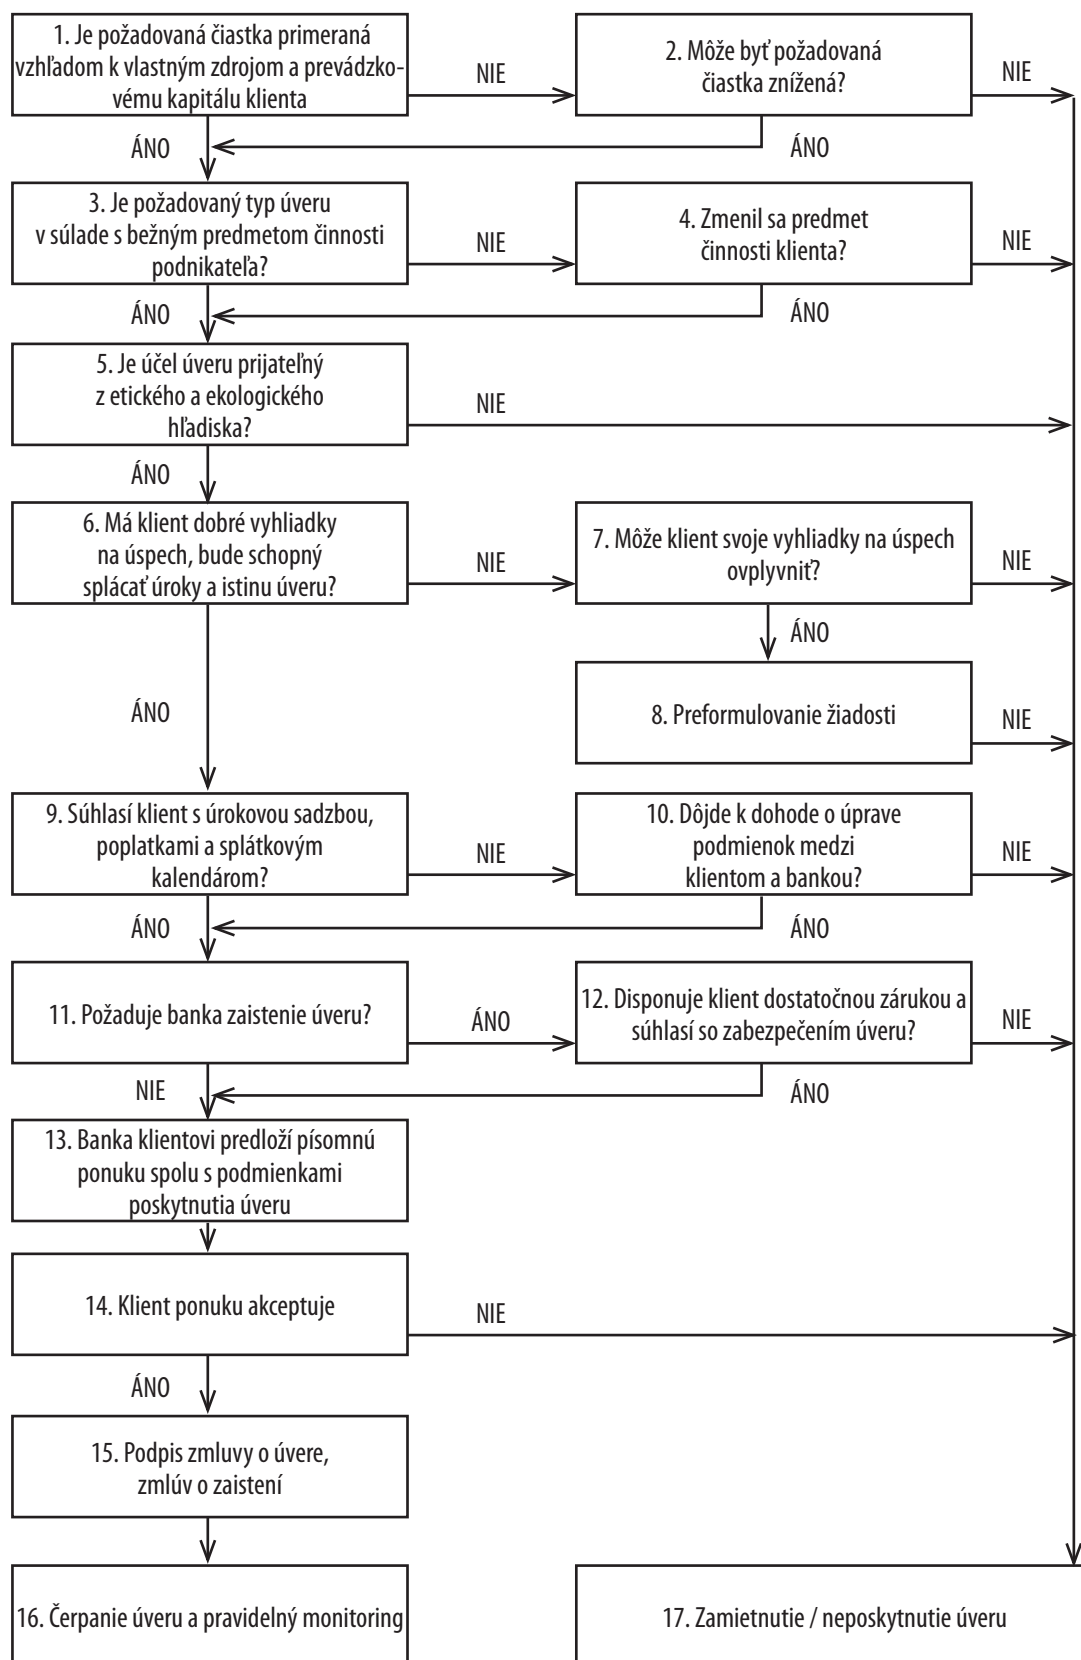 1. Je požadovaná čiastka primeraná
vzhľadom k vlastným zdrojom a prevádzko-
vému kapitálu klienta
NIE
2. Môže byť požadovaná
čiastka znížená?
NIE
ÁNO
ÁNO
3. Je požadovaný typ úveru
v súlade s bežným predmetom činnosti
podnikateľa?
NIE
4. Zmenil sa predmet
činnosti klienta?
NIE
ÁNO
ÁNO
5. Je účel úveru prijateľný
z etického a ekologického
hľadiska?
NIE
ÁNO
6. Má klient dobré vyhliadky
na úspech, bude schopný
splácať úroky a istinu úveru?
NIE
7. Môže klient svoje vyhliadky na úspech
ovplyvniť?
NIE
ÁNO
ÁNO
8. Preformulovanie žiadosti
NIE
9. Súhlasí klient s úrokovou sadzbou,
poplatkami a splátkovým
kalendárom?
NIE
10. Dôjde k dohode o úprave
podmienok medzi
klientom a bankou?
NIE
ÁNO
ÁNO
11. Požaduje banka zaistenie úveru?
ÁNO
12. Disponuje klient dostatočnou zárukou a
súhlasí so zabezpečením úveru?
NIE
NIE
ÁNO
13. Banka klientovi predloží písomnú
ponuku spolu s podmienkami
poskytnutia úveru
14. Klient ponuku akceptuje
NIE
ÁNO
15. Podpis zmluvy o úvere,
zmlúv o zaistení
16. Čerpanie úveru a pravidelný monitoring
17. Zamietnutie / neposkytnutie úveru